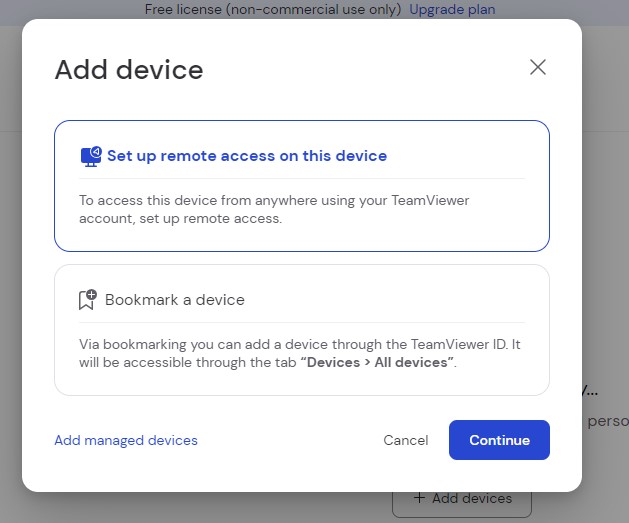 Free license (non-commercial use only) Upgrade plan
Add device
Set up remote access on this device
To access this device from anywhere using your TeamViewer
account, set up remote access.
Bookmark a device
Via bookmarking you can add a device through the TeamViewer ID. It
will be accessible through the tab “Devices > All devices”.
Add managed devices Cancel Continue
+ Add devices